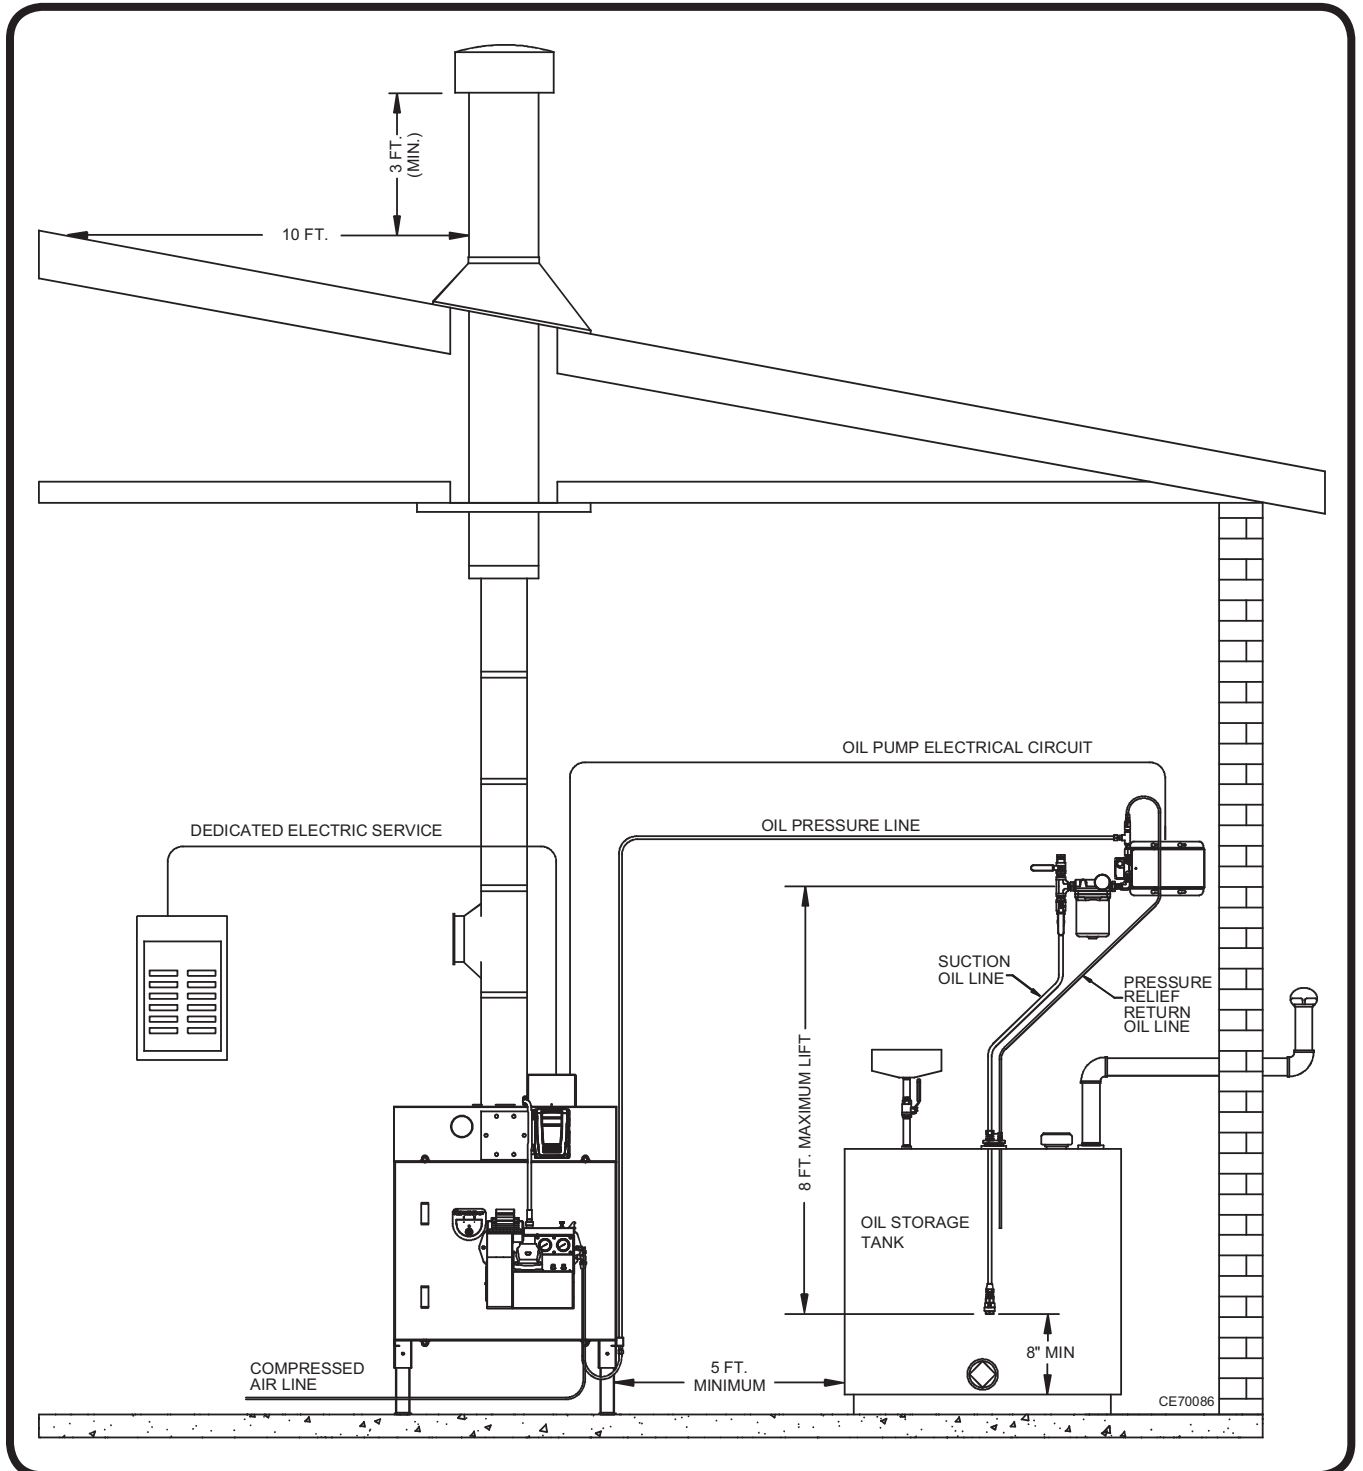 3 FT.
(MIN.)
10 FT.
OIL PUMP ELECTRICAL CIRCUIT
DEDICATED ELECTRIC SERVICE
OIL PRESSURE LINE
SUCTION
OIL LINE
PRESSURE
RELIEF
RETURN
OIL LINE
8 FT. MAXIMUM LIFT
OIL STORAGE
TANK
8" MIN
5 FT.
MINIMUM
COMPRESSED
AIR LINE
CE70086